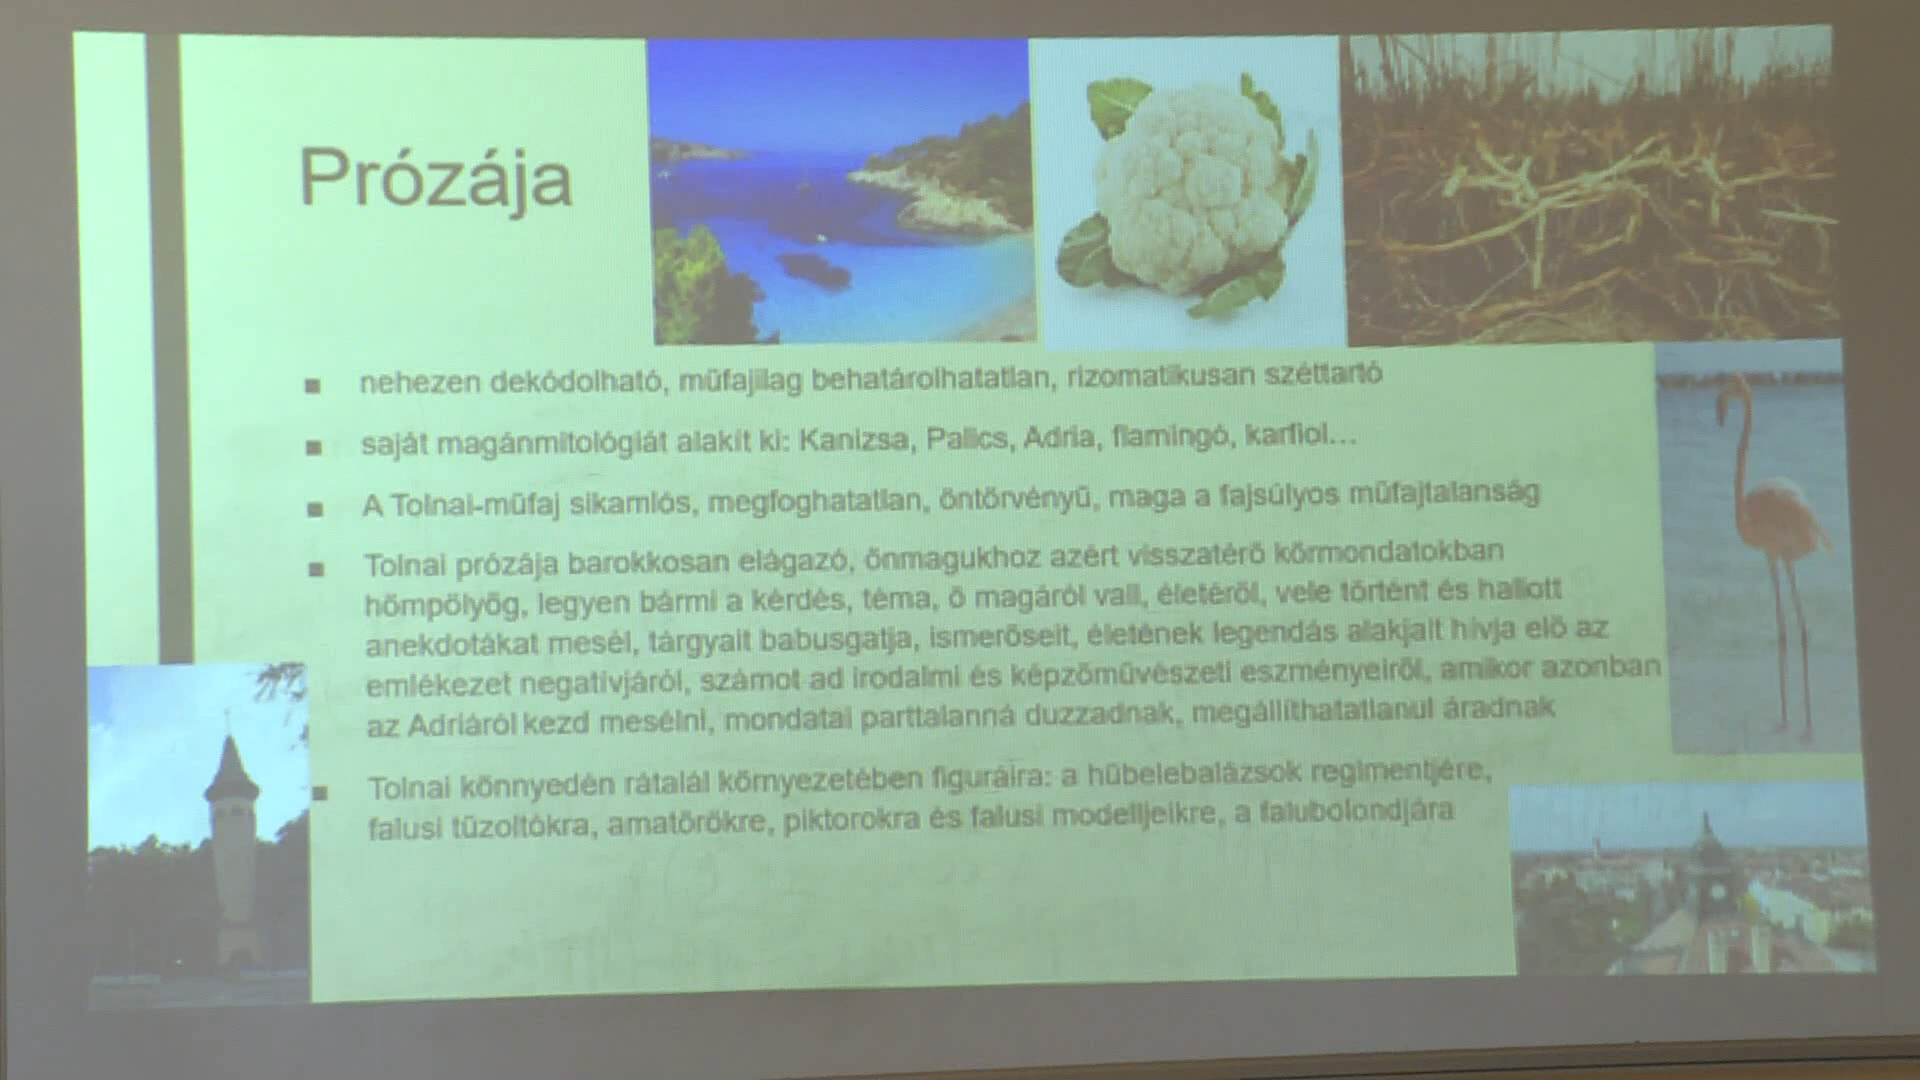 Prózája
nehezen dekódolható, műfajilag behatárolhatatlan, rizomatikusan széttartó
saját magánmitológiát alakít ki: Kanizsa, Palics, Adria, flamingó, karfiol...
A Tolnai-műfaj sikamlós, megfoghatatlan, öntörvényű, maga a fajsúlyos műfajtalanság
Tolnai prózája barokkosan elágazó, önmagukhoz azért visszatérő körmondatokban
hömpölyög, legyen bármi a kérdés, téma, ő magáról vall, életéről, vele történt és hallott
anekdotákat mesél, tárgyait babusgatja, ismerőseit, életének legendás alakjait hívja elő az
emlékezet negatívjáról, számot ad irodalmi és képzőművészeti eszményeiről, amikor azonban
az Adriáról kezd mesélni, mondatai parttalanná duzzadnak, megállíthatatlanul áradnak
Tolnai könnyedén rátalál környezetében figuráira: a hübelebalázsok regimentjére,
falusi tűzoltókra, amatőrökre, piktorokra és falusi modelljeikre, a falubolondjára